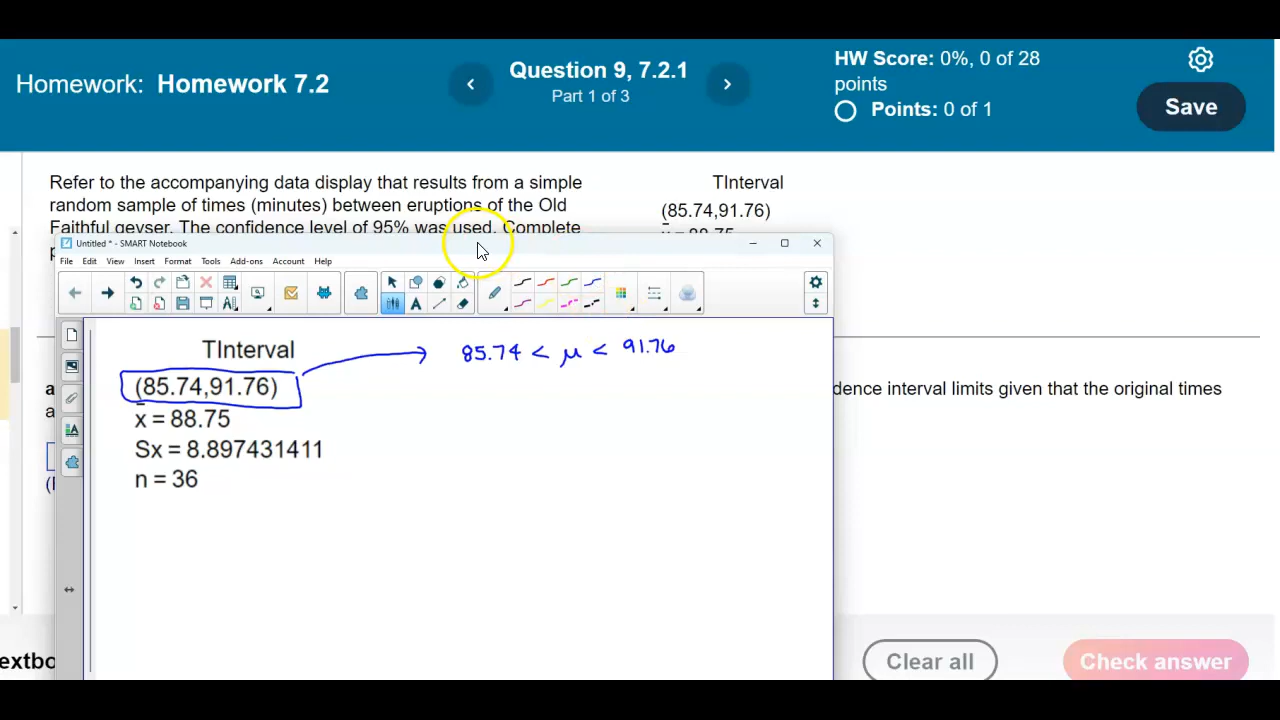 Homework: Homework 7.2
Question 9, 7.2.1
Part 1 of 3
HW Score: 0%, 0 of 28
points
Points: 0 of 1
Save
Refer to the accompanying data display that results from a simple
random sample of times (minutes) between eruptions of the Old
Faithful geyser. The confidence level of 95% was used. Complete
TInterval
(85.74,91.76)
Untitled * - SMART Notebook
File Edit View Insert Format Tools Add-ons Account Help
TInterval
(85.74,91.76)
x̄ = 88.75
Sx = 8.897431411
n = 36
85.74 < μ < 91.76
dence interval limits given that the original times
extbo
Clear all
Check answer